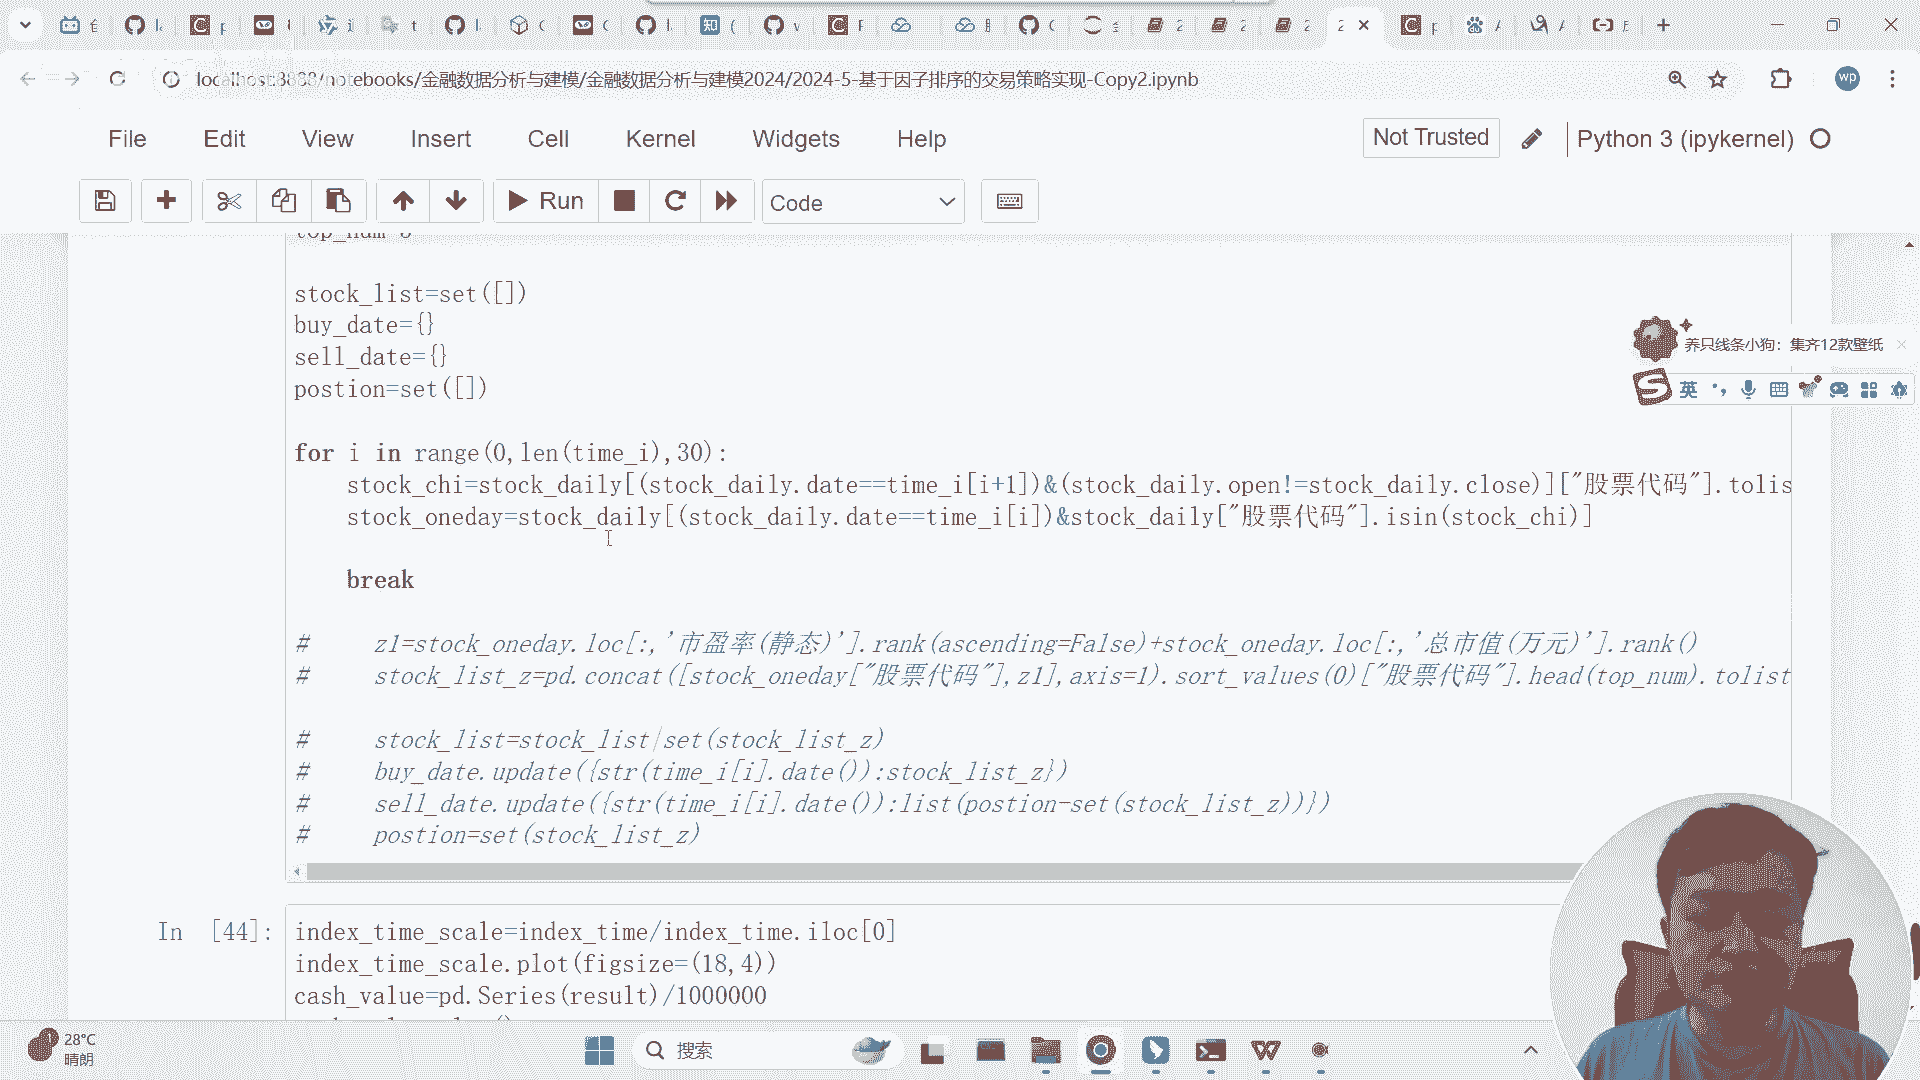 localhost:8888/notebooks/金融数据分析与建模/金融数据分析与建模2024/2024-5-基于因子排序的交易策略实现-Copy2.ipynb
wp
File Edit View Insert Cell Kernel Widgets Help
Not Trusted
Python 3 (ipykernel)
Run
Code
stock_list=set([])
buy_date={}
sell_date={}
postion=set([])
养只线条小狗：集齐12款壁纸
英
for i in range(0,len(time_i),30):
stock_chi=stock_daily[(stock_daily.date==time_i[i+1])&(stock_daily.open!=stock_daily.close)]["股票代码"].tolis
stock_oneday=stock_daily[(stock_daily.date==time_i[i])&stock_daily["股票代码"].isin(stock_chi)]
break
# z1=stock_oneday.loc[:,'市盈率(静态)'].rank(ascending=False)+stock_oneday.loc[:,'总市值(万元)'].rank()
# stock_list_z=pd.concat([stock_oneday["股票代码"],z1],axis=1).sort_values(0)["股票代码"].head(top_num).tolist
# stock_list=stock_list|set(stock_list_z)
# buy_date.update({str(time_i[i].date()):stock_list_z})
# sell_date.update({str(time_i[i].date()):list(postion-set(stock_list_z))})
# postion=set(stock_list_z)
In [44]:
index_time_scale=index_time/index_time.iloc[0]
index_time_scale.plot(figsize=(18,4))
cash_value=pd.Series(result)/1000000
28°C
晴朗
搜索